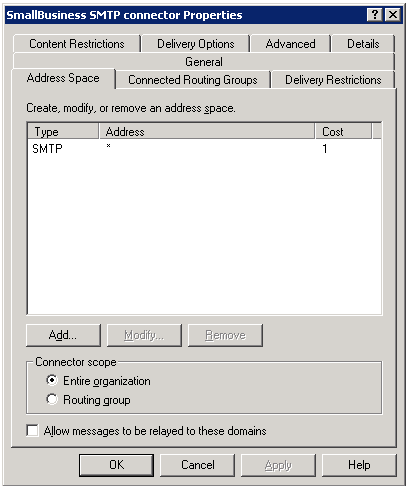 SmallBusiness SMTP connector Properties
Content Restrictions Delivery Options Advanced Details
General
Address Space Connected Routing Groups Delivery Restrictions
Create, modify, or remove an address space.
Type Address Cost
SMTP * 1
Add... Modify... Remove
Connector scope
Entire organization
Routing group
Allow messages to be relayed to these domains
OK Cancel Apply Help